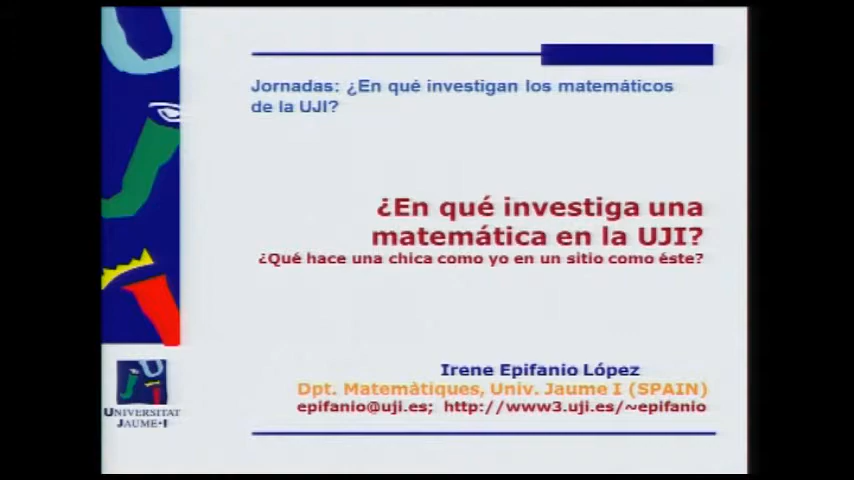 Jornadas: ¿En qué investigan los matemáticos
de la UJI?
¿En qué investiga una
matemática en la UJI?
¿Qué hace una chica como yo en un sitio como éste?
Irene Epifanio López
Dpt. Matemàtiques, Univ. Jaume I (SPAIN)
epifanio@uji.es; http://www3.uji.es/~epifanio
UNIVERSITAT
JAUME·I